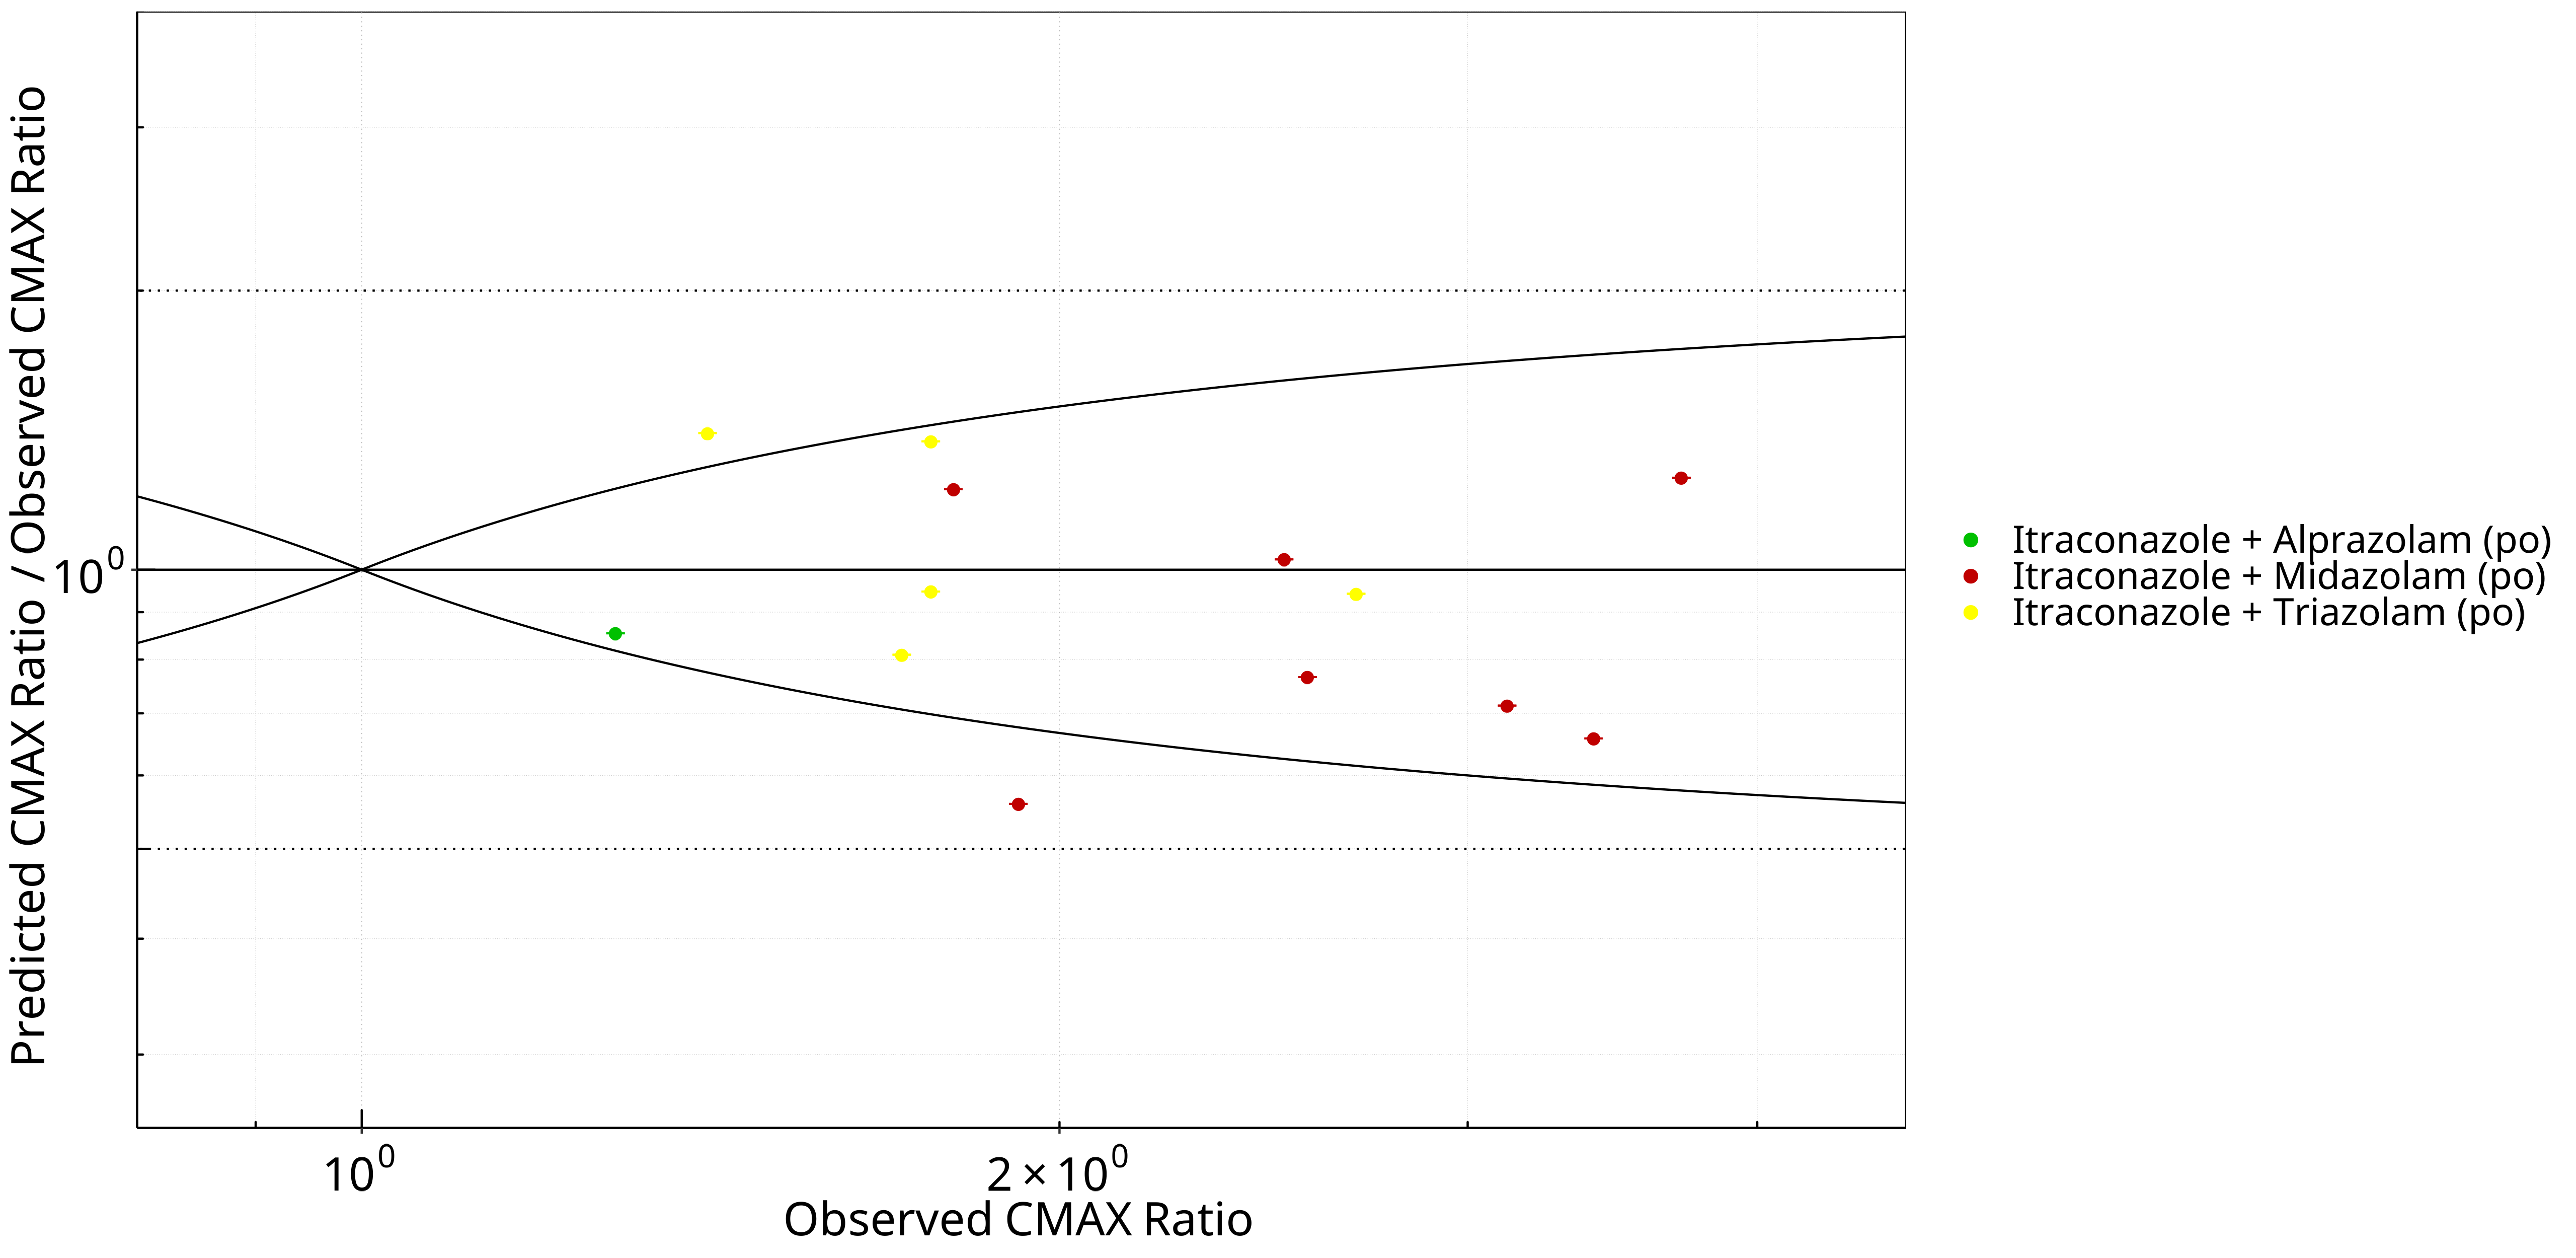 Predicted CMAX Ratio / Observed CMAX Ratio
10⁰
10⁰
2 × 10⁰
Observed CMAX Ratio
Itraconazole + Alprazolam (po)
Itraconazole + Midazolam (po)
Itraconazole + Triazolam (po)